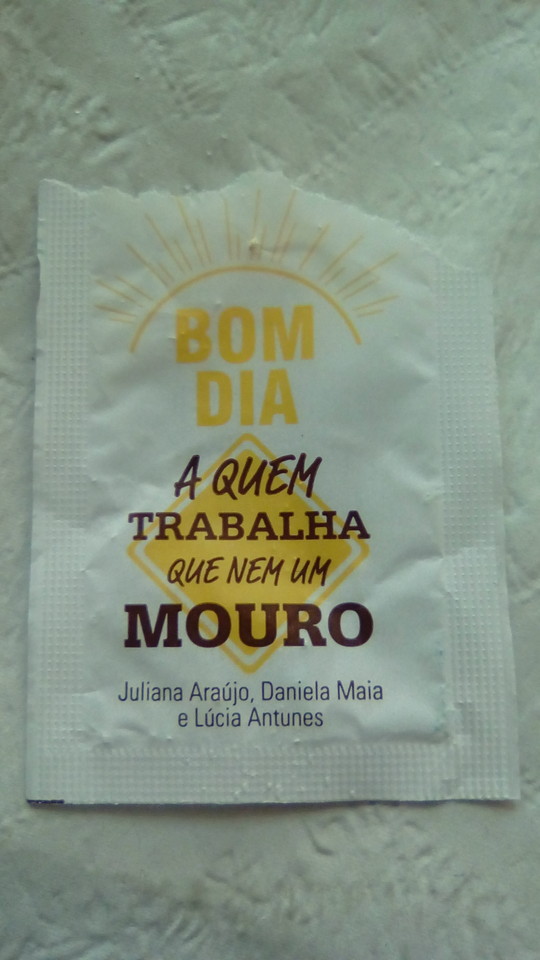 BOM
DIA
A QUEM
TRABALHA
QUE NEM UM
MOURO
Juliana Araújo, Daniela Maia
e Lúcia Antunes